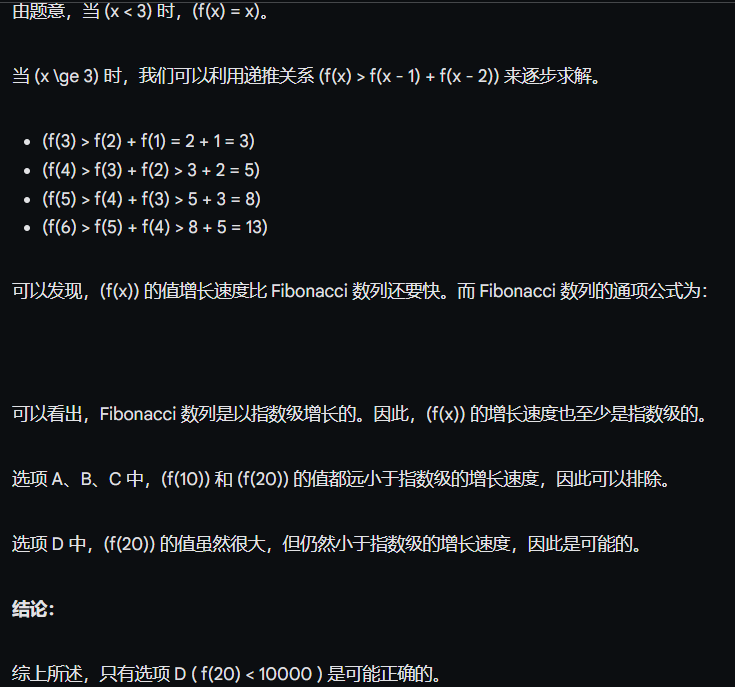 由题意，当 (x < 3) 时，(f(x) = x)。
当 (x \ge 3) 时，我们可以利用递推关系 (f(x) > f(x - 1) + f(x - 2)) 来逐步求解。
• (f(3) > f(2) + f(1) = 2 + 1 = 3)
• (f(4) > f(3) + f(2) > 3 + 2 = 5)
• (f(5) > f(4) + f(3) > 5 + 3 = 8)
• (f(6) > f(5) + f(4) > 8 + 5 = 13)
可以发现，(f(x)) 的值增长速度比 Fibonacci 数列还要快。而 Fibonacci 数列的通项公式为：
可以看出，Fibonacci 数列是以指数级增长的。因此，(f(x)) 的增长速度也至少是指数级的。
选项 A、B、C 中，(f(10)) 和 (f(20)) 的值都远小于指数级的增长速度，因此可以排除。
选项 D 中，(f(20)) 的值虽然很大，但仍然小于指数级的增长速度，因此是可能的。
结论：
综上所述，只有选项 D ( f(20) < 10000 ) 是可能正确的。